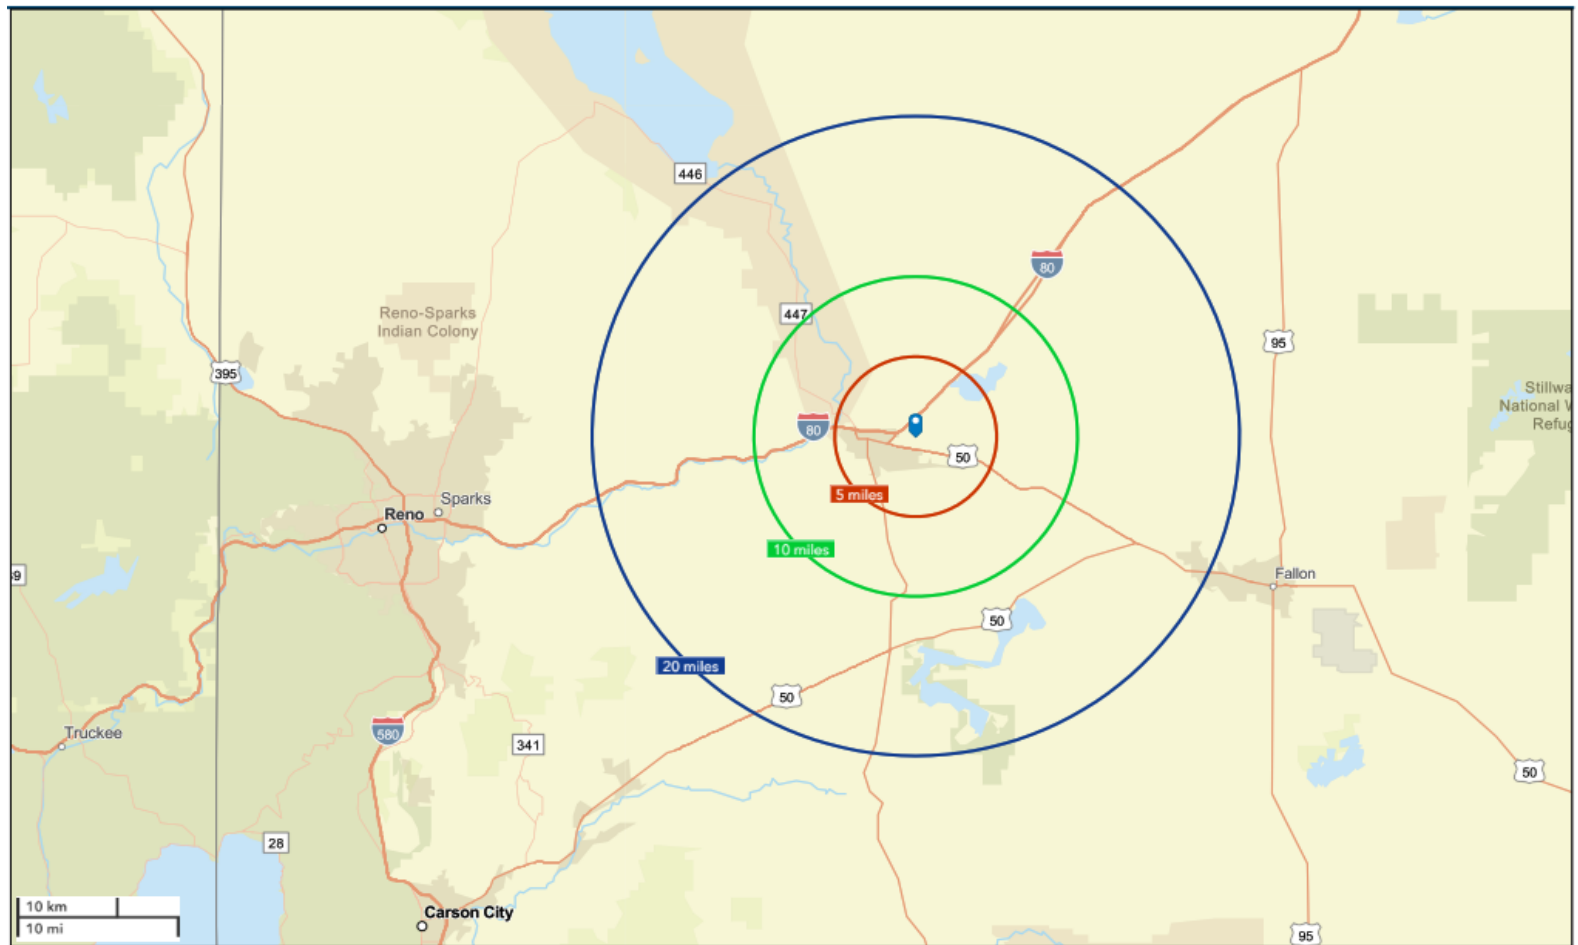 446
80
Reno-Sparks
Indian Colony
447
95
395
Stillwa
National W
Refug
80
50
5 miles
Sparks
Reno
10 miles
89
Fallon
50
20 miles
50
580
Truckee
341
50
28
10 km
10 mi
Carson City
95